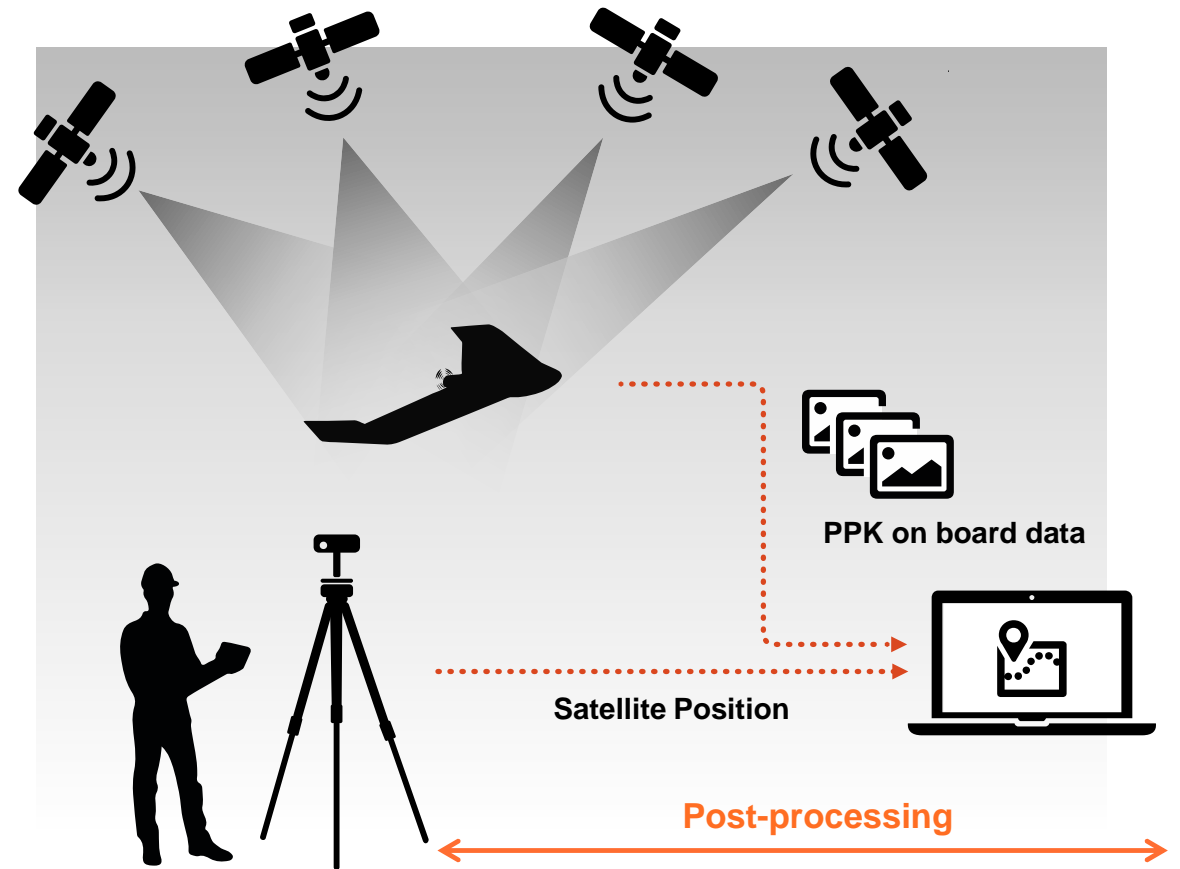 PPK on board data
Satellite Position
Post-processing